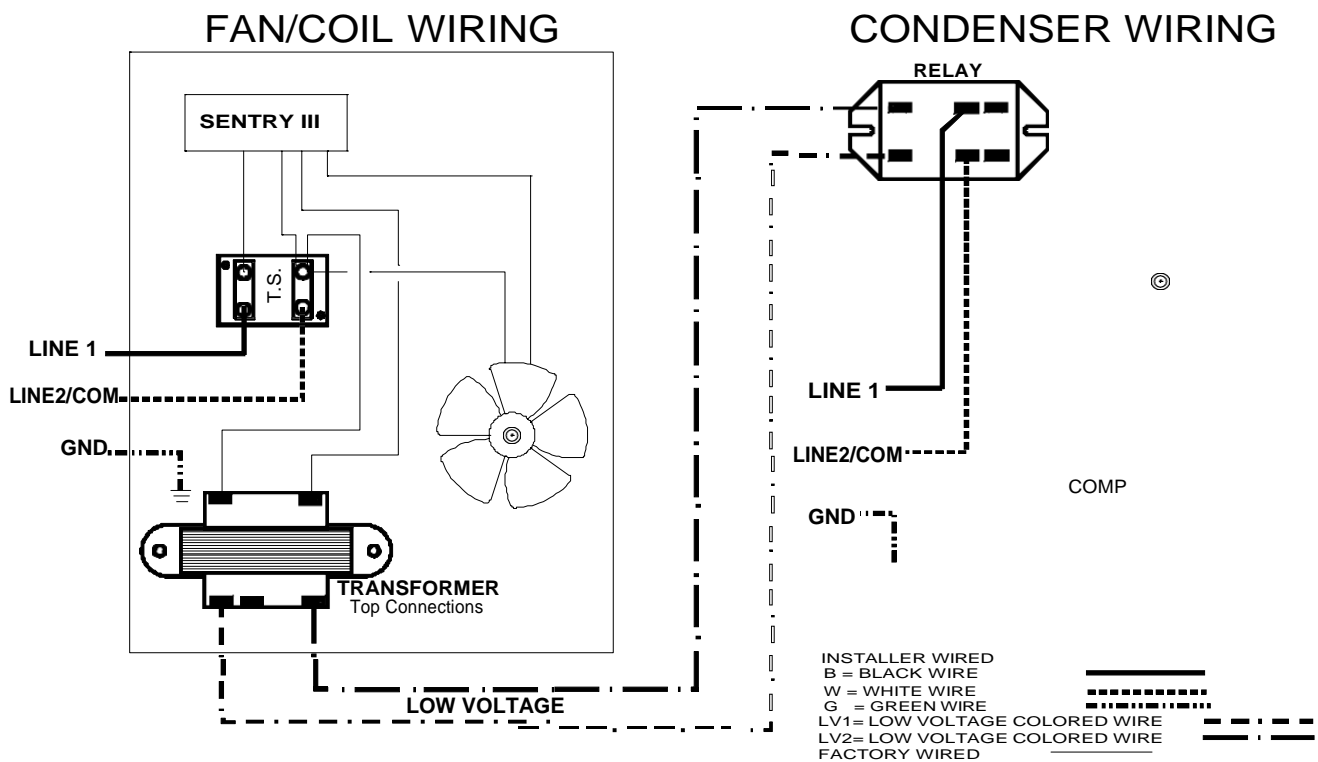 FAN/COIL WIRING
CONDENSER WIRING
RELAY
SENTRY III
T.S.
LINE 1
LINE2/COM
GND
TRANSFORMER
Top Connections
LOW VOLTAGE
LINE 1
LINE2/COM
GND
COMP
INSTALLER WIRED
B = BLACK WIRE
W = WHITE WIRE
G = GREEN WIRE
LV1= LOW VOLTAGE COLORED WIRE
LV2= LOW VOLTAGE COLORED WIRE
FACTORY WIRED